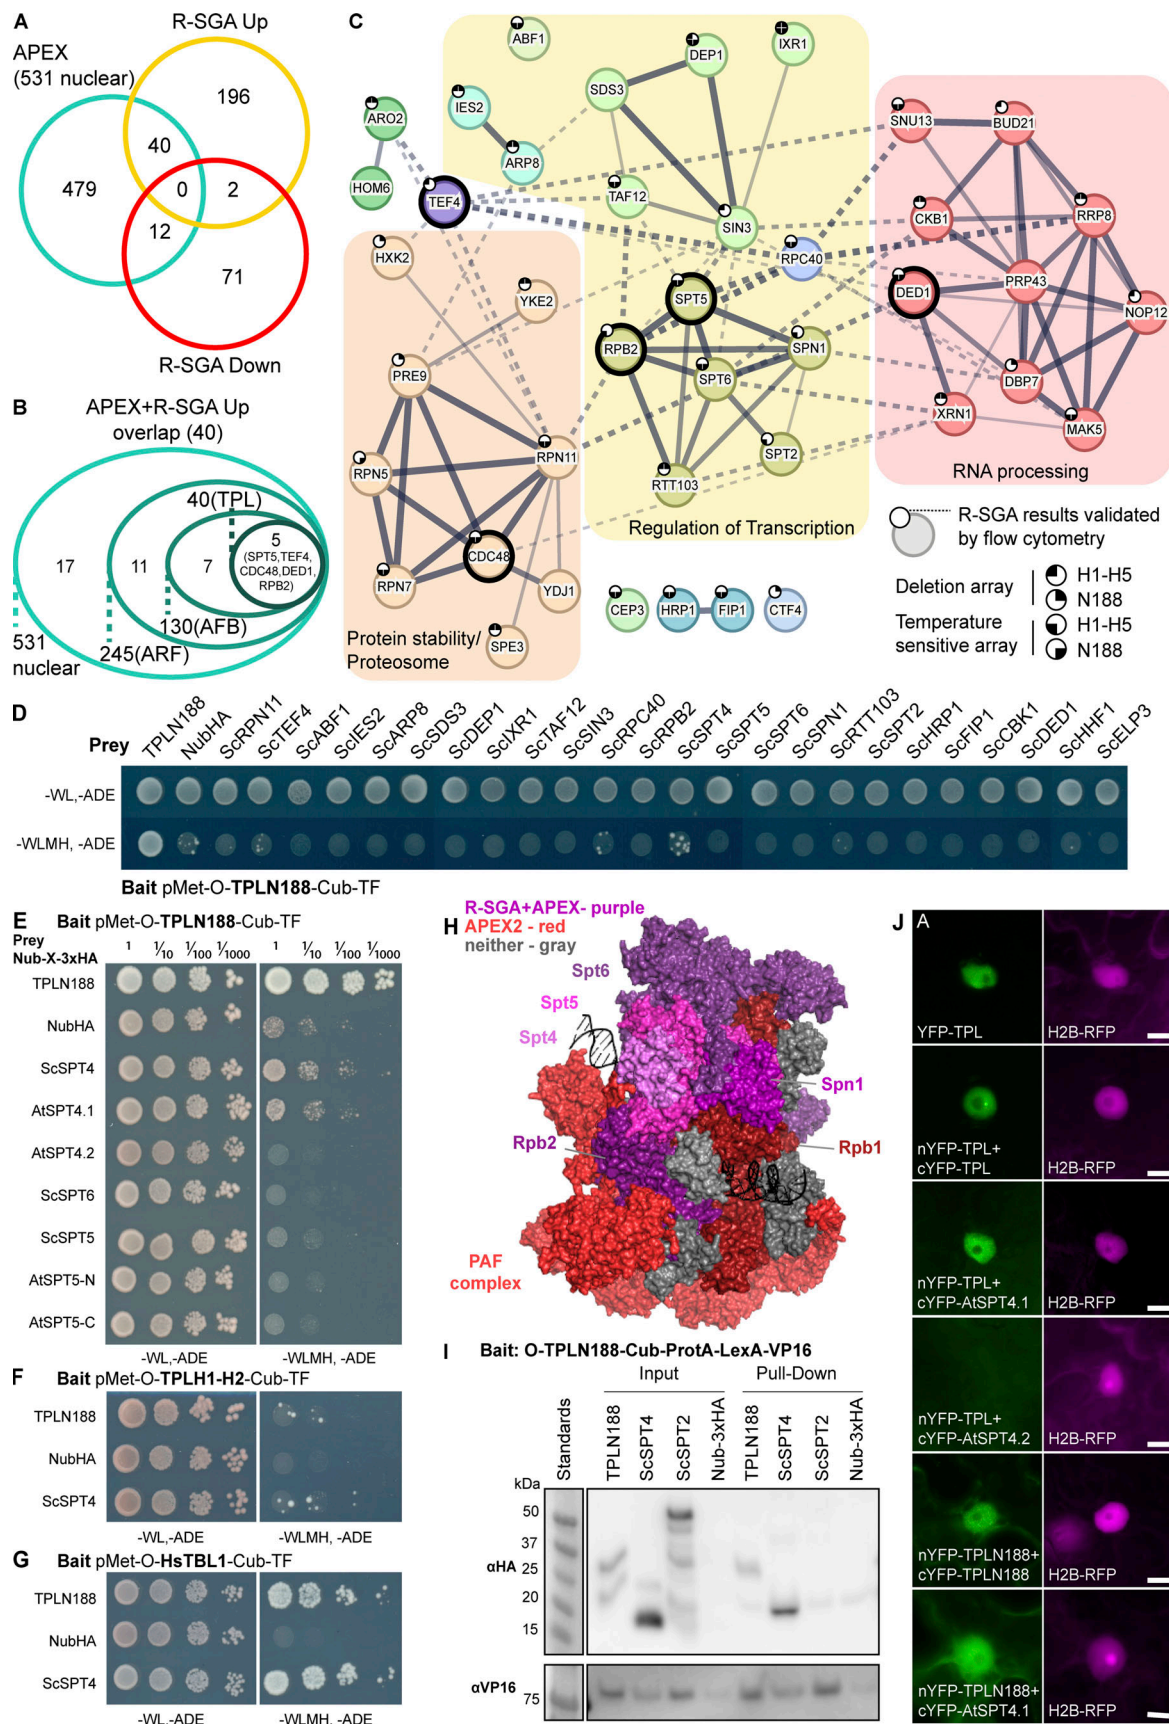 A
R-SGA Up
APEX
(531 nuclear)
196
40
479
0
2
12
71
R-SGA Down
B
APEX+R-SGA Up
overlap (40)
40(TPL)
5
(SPT5,TEF4,
CDC48,DED1,
RPB2)
17
11
7
130(AFB)
245(ARF)
531
nuclear
C
ABF1
DEP1
IXR1
SDS3
ARO2
IES2
SNU13
BUD21
ARP8
HOM6
TEF4
TAF12
SIN3
CKB1
RRP8
HXK2
RPC40
YKE2
SPT5
DED1
PRP43
NOP12
RPB2
SPN1
PRE9
SPT6
DBP7
XRN1
MAK5
RPN11
SPT2
RPN5
RTT103
RNA processing
Regulation of Transcription
CDC48
RPN7
YDJ1
SPE3
Protein stability/
Proteosome
CEP3
HRP1
FIP1
CTF4
R-SGA results validated
by flow cytometry
Deletion array
H1-H5
N188
Temperature
sensitive array
H1-H5
N188
D
Prey
TPLN188
NubHA
ScRPN11
ScTEF4
ScABF1
ScIES2
ScARP8
ScSDS3
ScDEP1
ScIXR1
ScTAF12
ScSIN3
ScRPC40
ScRPB2
ScSPT4
ScSPT5
ScSPT6
ScSPN1
ScRTT103
ScSPT2
ScHRP1
ScFIP1
ScCBK1
ScDED1
ScHHF1
ScELP3
-WL,-ADE
-WLMH, -ADE
Bait pMet-O-TPLN188-Cub-TF
E
Bait pMet-O-TPLN188-Cub-TF
Prey
Nub-X-3xHA
1 1/10 1/100 1/1000 1 1/10 1/100 1/1000
TPLN188
NubHA
ScSPT4
AtSPT4.1
AtSPT4.2
ScSPT6
ScSPT5
AtSPT5-N
AtSPT5-C
-WL,-ADE
-WLMH, -ADE
F
Bait pMet-O-TPLH1-H2-Cub-TF
TPLN188
NubHA
ScSPT4
-WL,-ADE
-WLMH, -ADE
G
Bait pMet-O-HsTBL1-Cub-TF
TPLN188
NubHA
ScSPT4
-WL,-ADE
-WLMH, -ADE
H
R-SGA+APEX- purple
APEX2 - red
neither - gray
Spt6
Spt5
Spt4
Spn1
Rpb2
Rpb1
PAF
complex
I
Bait: O-TPLN188-Cub-ProtA-LexA-VP16
Input
Pull-Down
Standards
TPLN188
ScSPT4
ScSPT2
Nub-3xHA
TPLN188
ScSPT4
ScSPT2
Nub-3xHA
kDa
50
37
25
20
15
αHA
αVP16
75
J
A
YFP-TPL
H2B-RFP
nYFP-TPL+
cYFP-TPL
H2B-RFP
nYFP-TPL+
cYFP-AtSPT4.1
H2B-RFP
nYFP-TPL+
cYFP-AtSPT4.2
H2B-RFP
nYFP-TPLN188+
cYFP-TPLN188
H2B-RFP
nYFP-TPLN188+
cYFP-AtSPT4.1
H2B-RFP